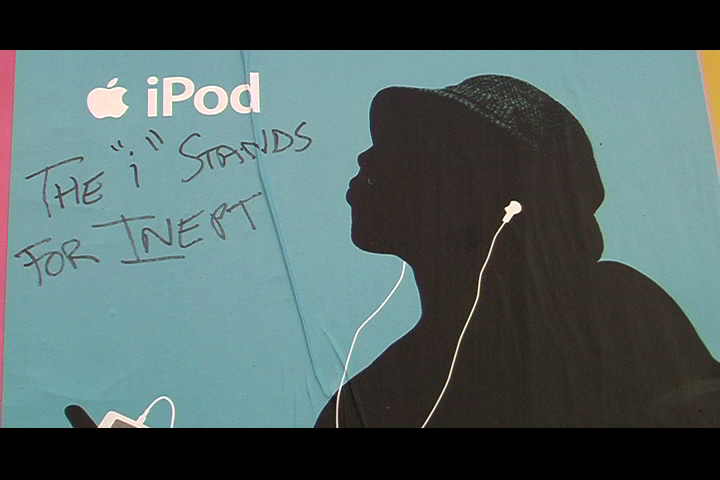 iPod
THE "i" STANDS
FOR INEPT